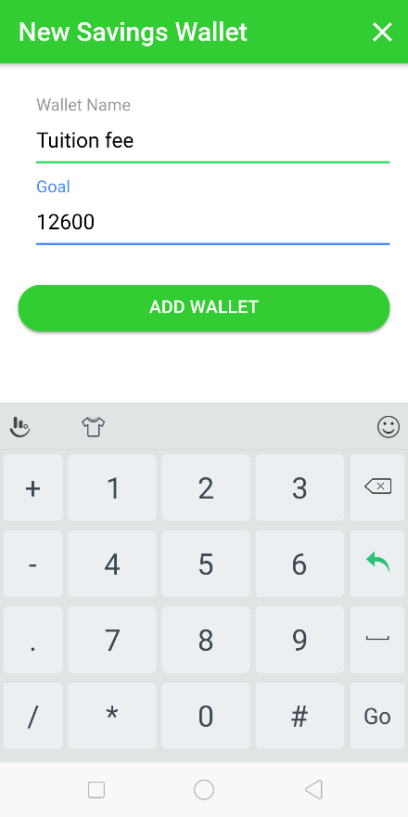 New Savings Wallet
Wallet Name
Tuition fee
Goal
12600
ADD WALLET
+ 1 2 3
- 4 5 6
. 7 8 9
/ * 0 # Go